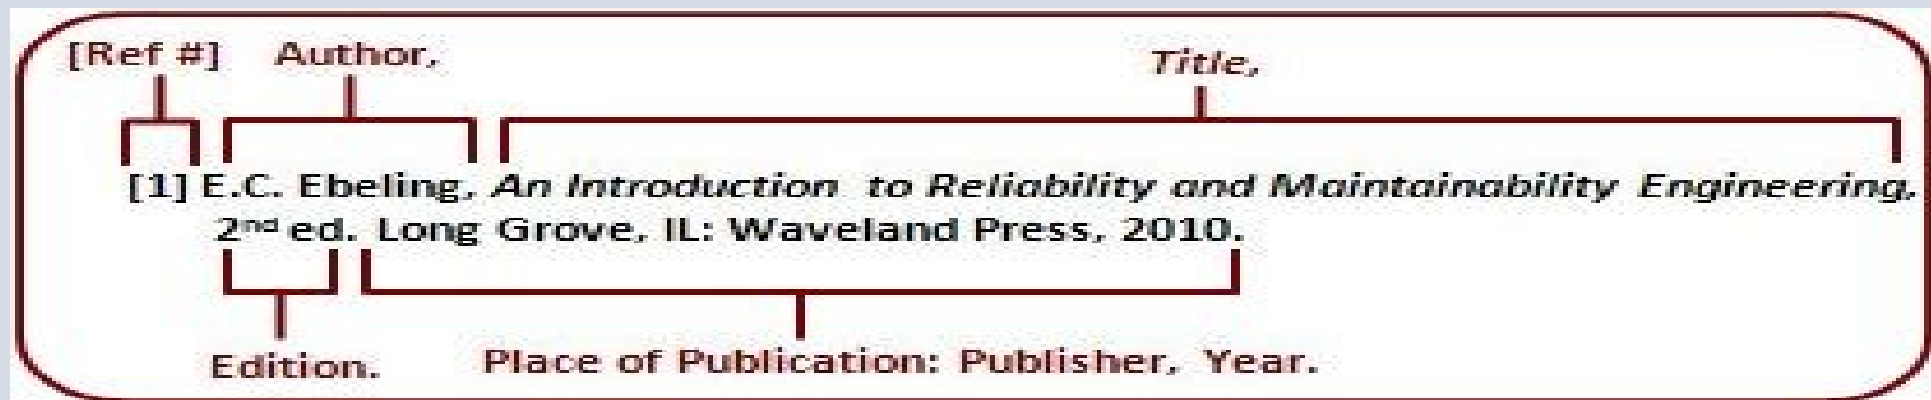 [Ref #] Author, Title,
[1] E.C. Ebeling, An Introduction to Reliability and Maintainability Engineering,
2nd ed. Long Grove, IL: Waveland Press, 2010.
Edition. Place of Publication: Publisher, Year.